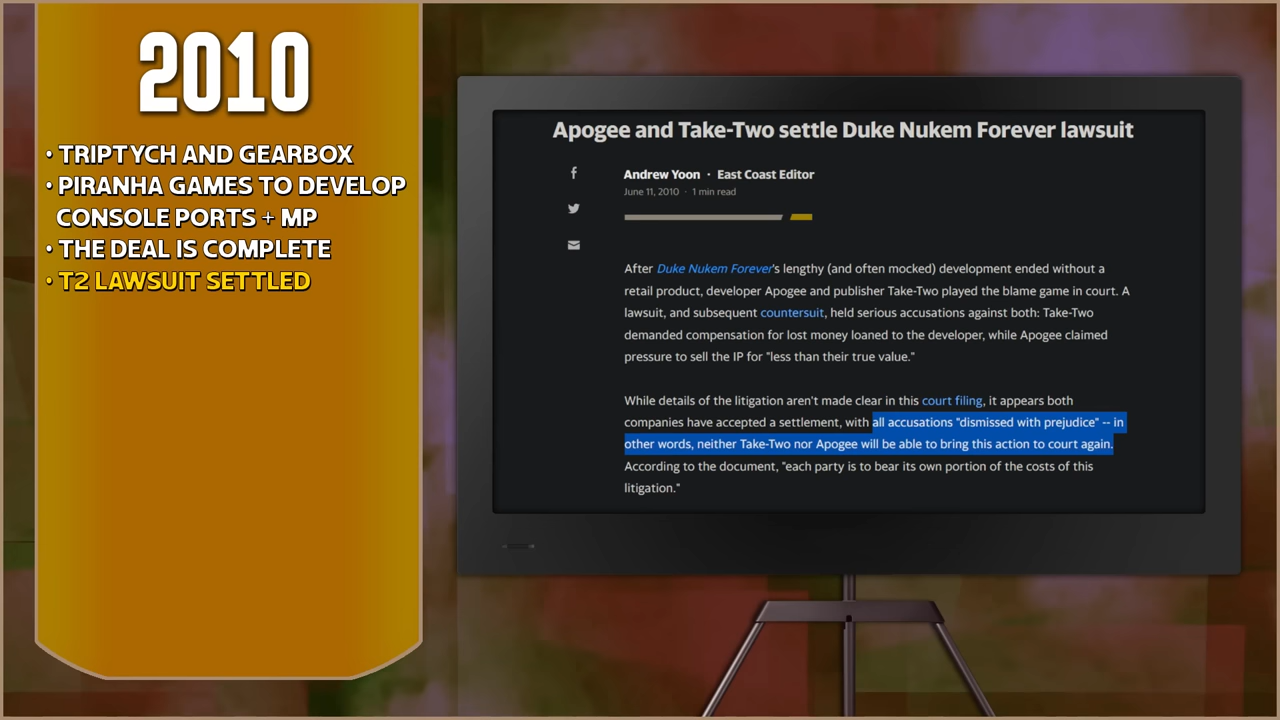 2010
• TRIPTYCH AND GEARBOX
• PIRANHA GAMES TO DEVELOP
CONSOLE PORTS + MP
• THE DEAL IS COMPLETE
• T2 LAWSUIT SETTLED
Apogee and Take-Two settle Duke Nukem Forever lawsuit
Andrew Yoon · East Coast Editor
June 11, 2010 · 1 min read
After Duke Nukem Forever's lengthy (and often mocked) development ended without a
retail product, developer Apogee and publisher Take-Two played the blame game in court. A
lawsuit, and subsequent countersuit, held serious accusations against both: Take-Two
demanded compensation for lost money loaned to the developer, while Apogee claimed
pressure to sell the IP for "less than their true value."
While details of the litigation aren't made clear in this court filing, it appears both
companies have accepted a settlement, with all accusations "dismissed with prejudice" -- in
other words, neither Take-Two nor Apogee will be able to bring this action to court again.
According to the document, "each party is to bear its own portion of the costs of this
litigation."